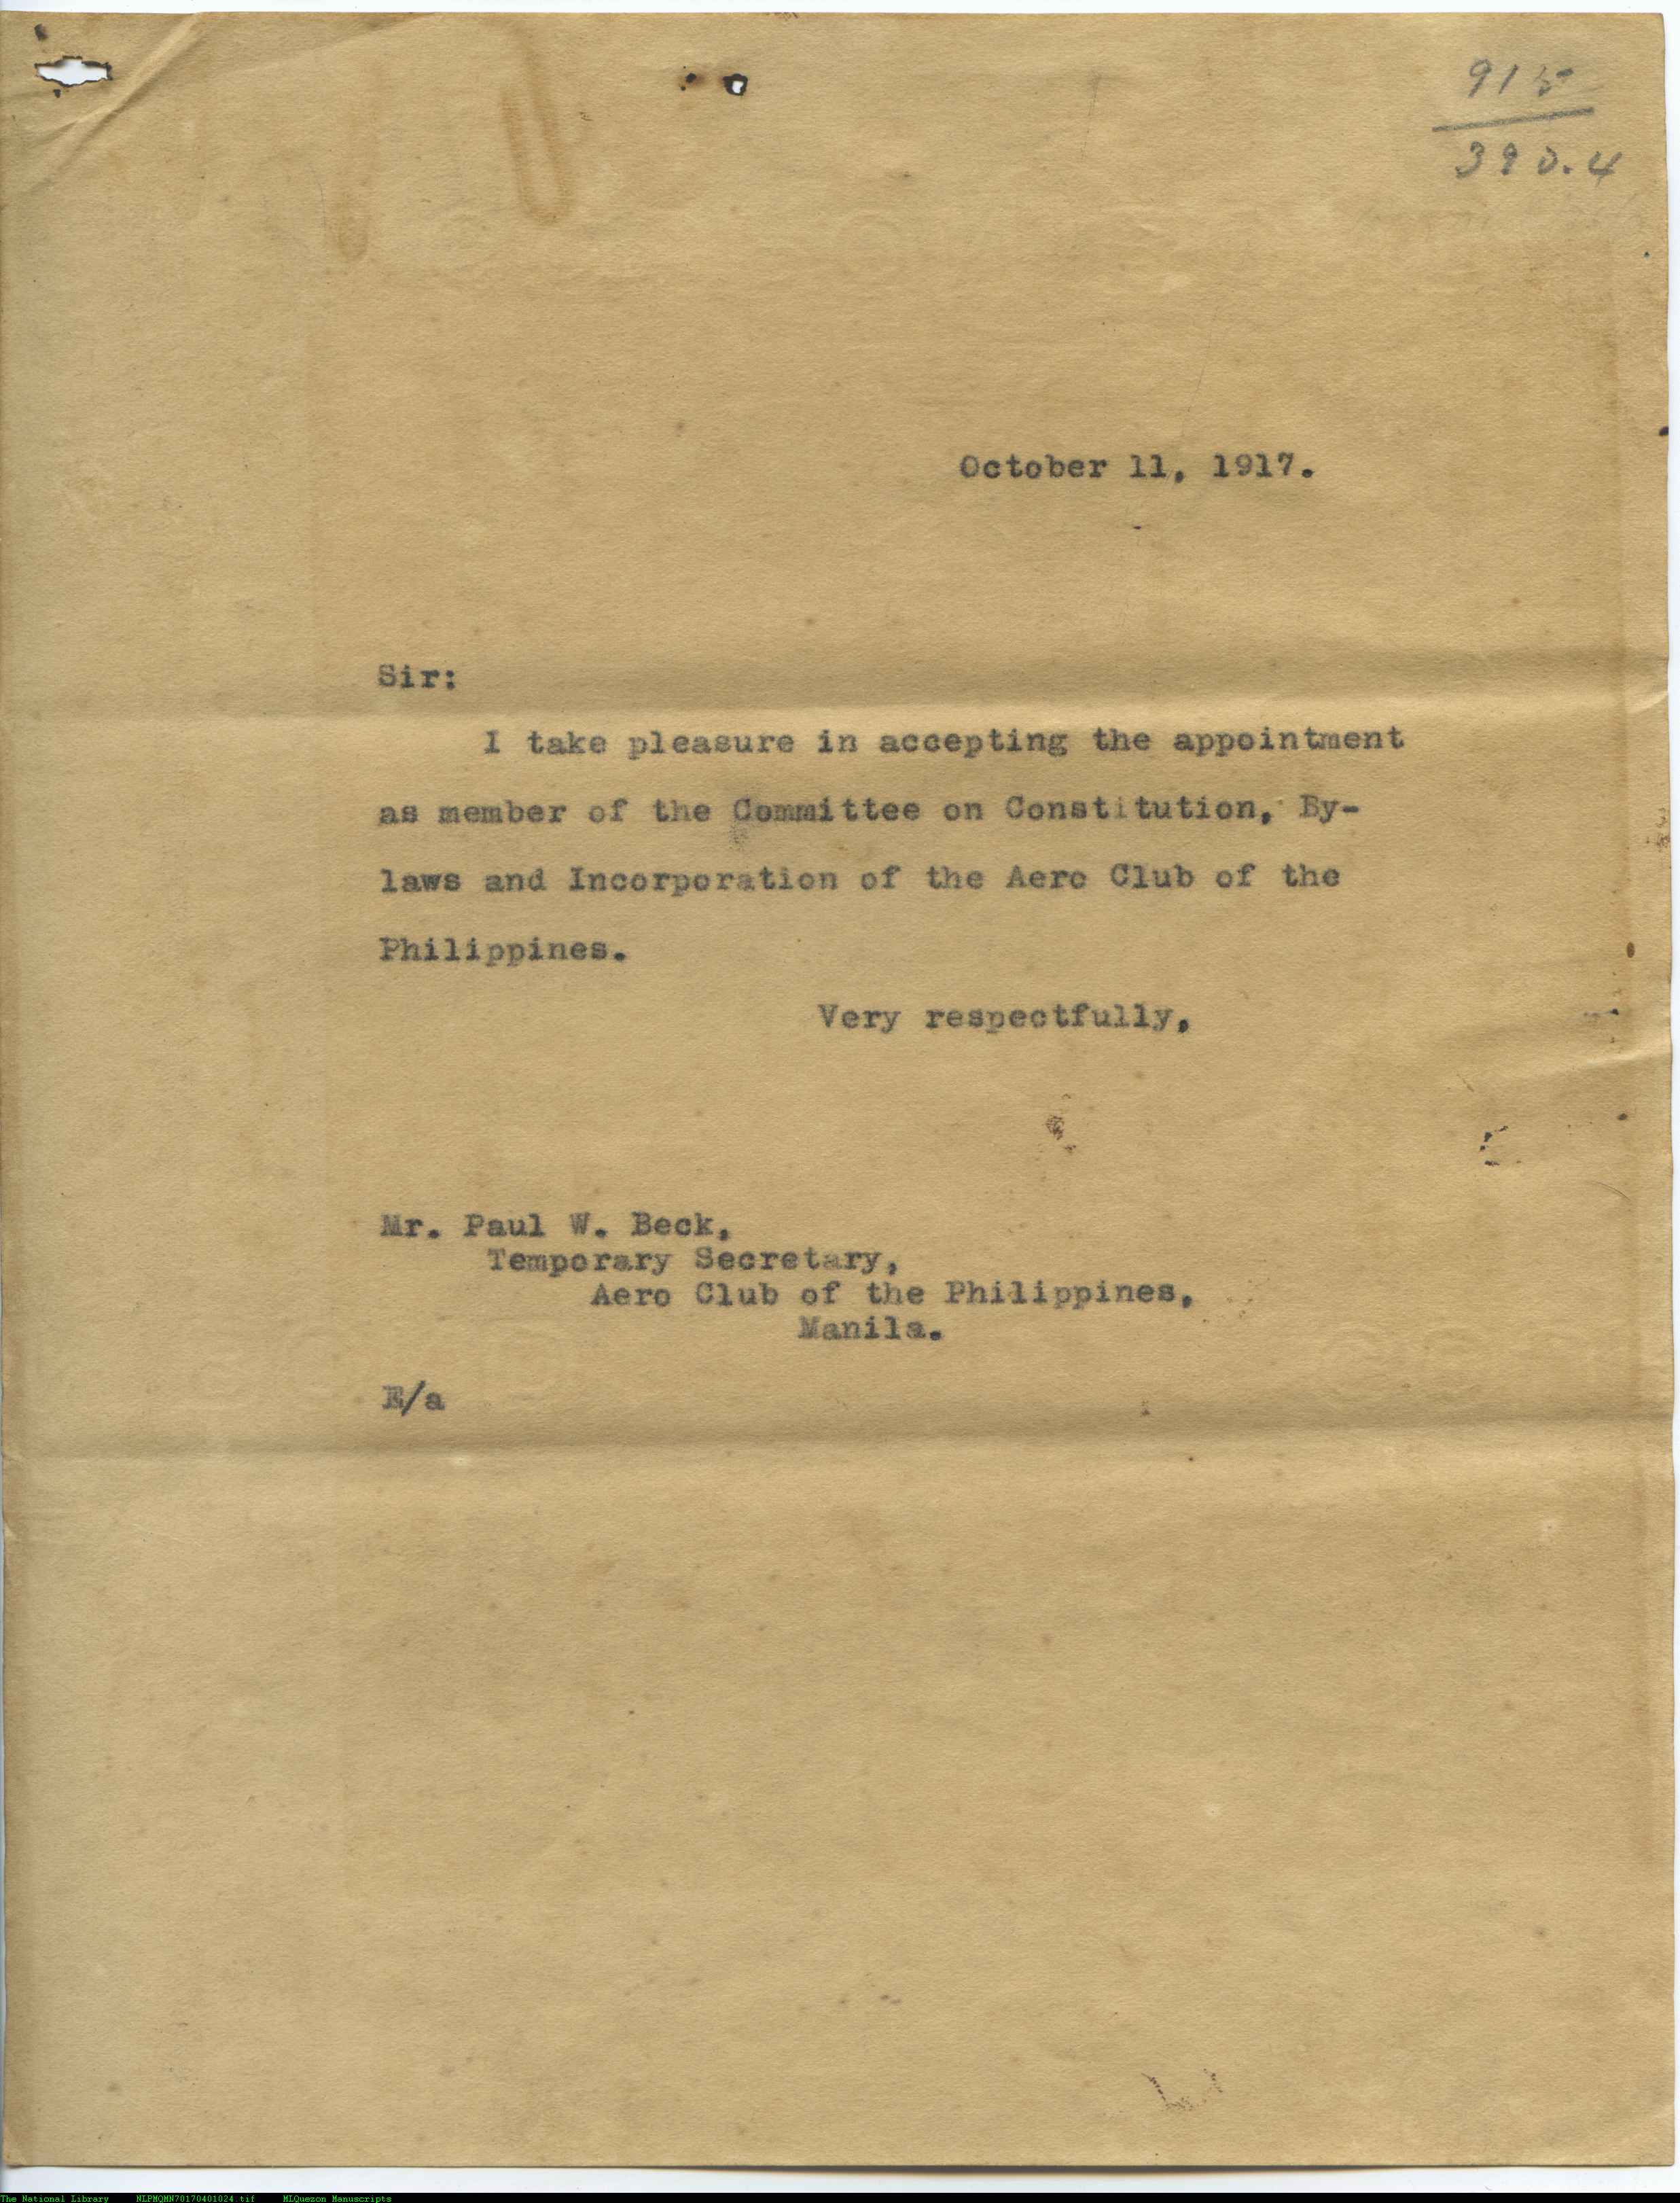 915
390.4
October 11, 1917.
Sir:
I take pleasure in accepting the appointment
as member of the Committee on Constitution, By-
laws and Incorporation of the Aero Club of the
Philippines.
Very respectfully,
Mr. Paul W. Beck,
Temporary Secretary,
Aero Club of the Philippines,
Manila.
E/a
The National Library NLPMQMN70170401024.tif MLQuezon Manuscripts